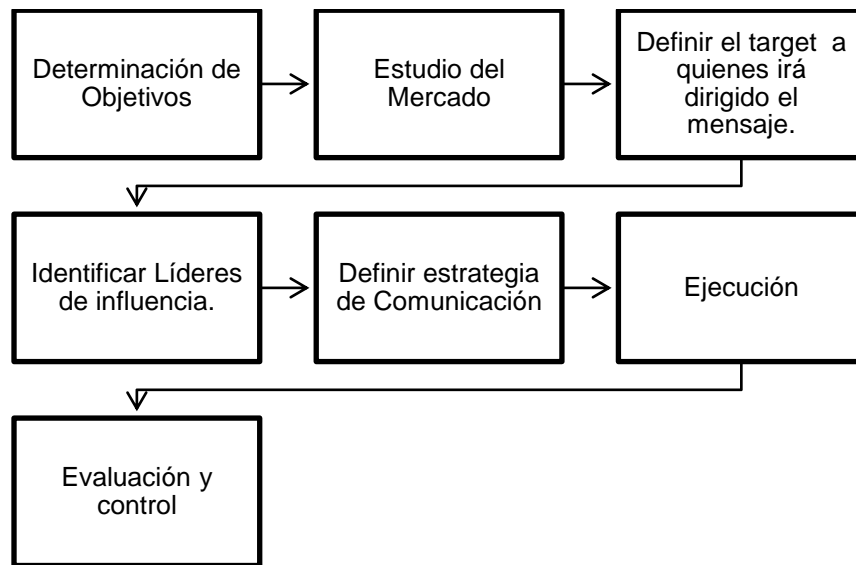 Determinación de
Objetivos
Estudio del
Mercado
Definir el target a
quienes irá
dirigido el
mensaje.
Identificar Líderes
de influencia.
Definir estrategia
de Comunicación
Ejecución
Evaluación y
control